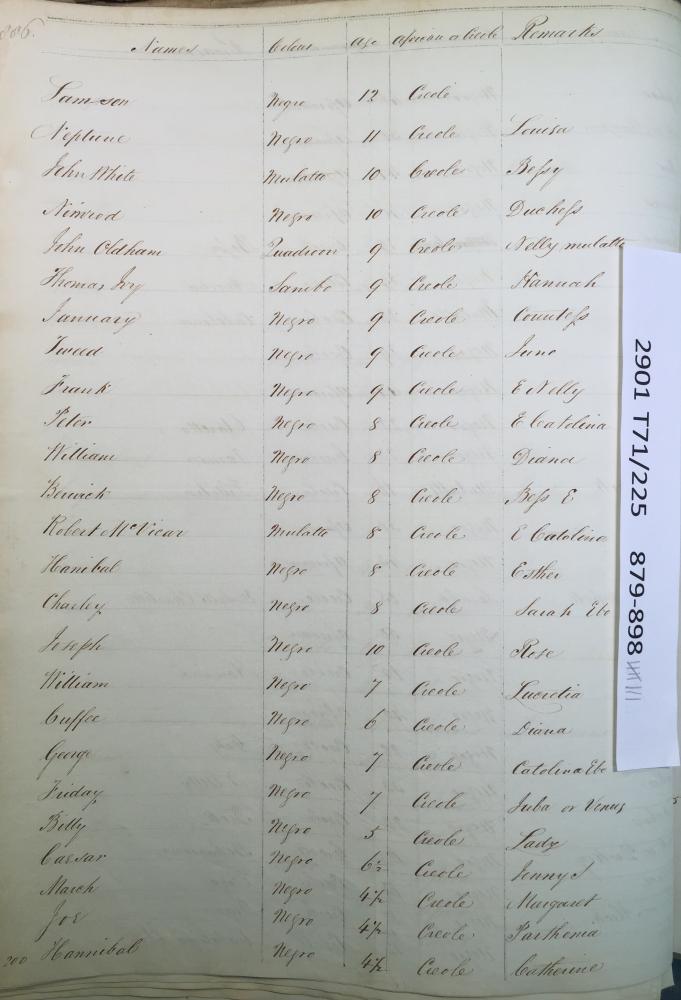 Names Colour Age African or Creole Remarks
Samson Negro 12 Creole
Neptune Negro 11 Creole Louisa
John White Mulatto 10 Creole Bessy
Nimrod Negro 10 Creole Duchess
John Oldham Quadroon 9 Creole Nelly mulatto
Thomas Ivy Sambo 9 Creole Hannah
January Negro 9 Creole Countess
Tweed Negro 9 Creole Juno
Frank Negro 9 Creole E Nelly
Peter Negro 8 Creole E Catolina
William Negro 8 Creole Diana
Berwick Negro 8 Creole Bess E
Robert McVicar Mulatto 8 Creole E Catolina
Hanibal Negro 8 Creole Esther
Charley Negro 8 Creole Sarah Ebo
Joseph Negro 10 Creole Rose
William Negro 7 Creole Lucretia
Cuffee Negro 6 Creole Diana
George Negro 7 Creole Catolina Ebo
Friday Negro 7 Creole Juba or Venus
Billy Negro 5 Creole Lady
Caesar Negro 6½ Creole Jenny S
March Negro 4½ Creole Margaret
Joe Negro 4½ Creole Parthenia
200 Hannibal Negro 4½ Creole Catherine
2901 T71/225 879-898